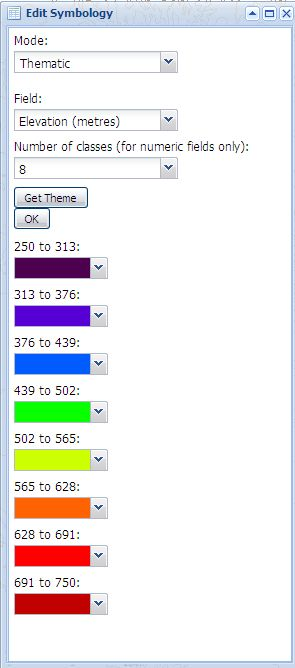 Edit Symbology
Mode:
Thematic
Field:
Elevation (metres)
Number of classes (for numeric fields only):
8
Get Theme
OK
250 to 313:
313 to 376:
376 to 439:
439 to 502:
502 to 565:
565 to 628:
628 to 691:
691 to 750: